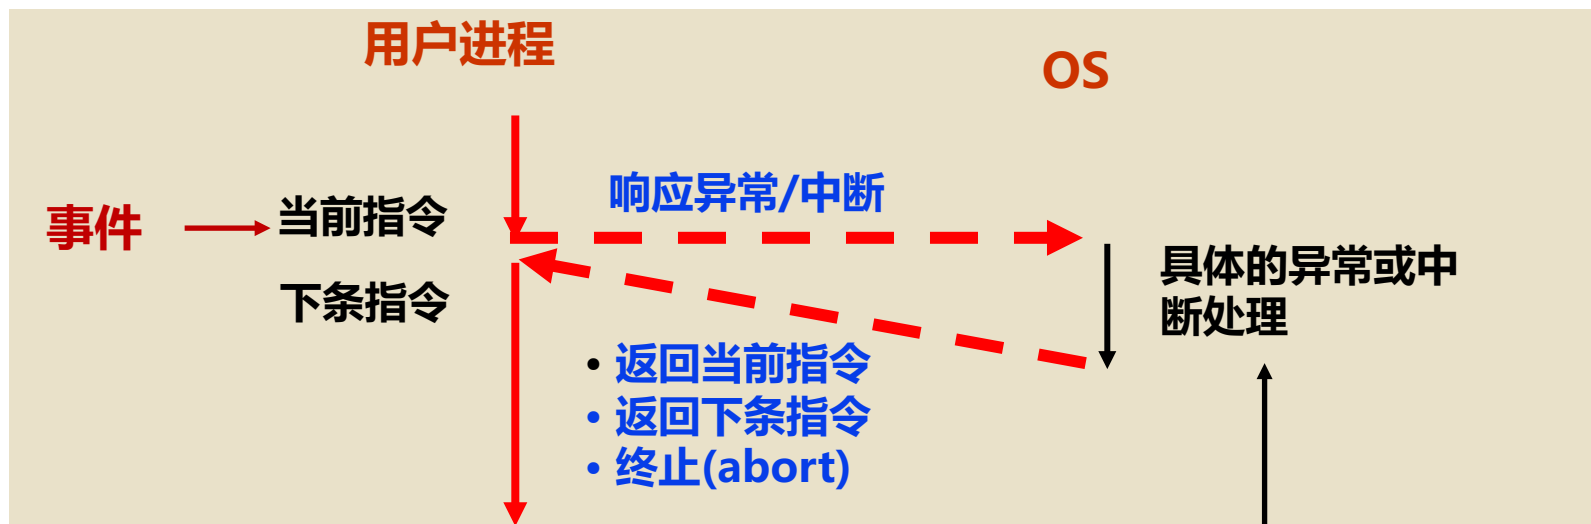 用户进程
OS
响应异常/中断
事件
当前指令
具体的异常或中
断处理
下条指令
• 返回当前指令
• 返回下条指令
• 终止(abort)